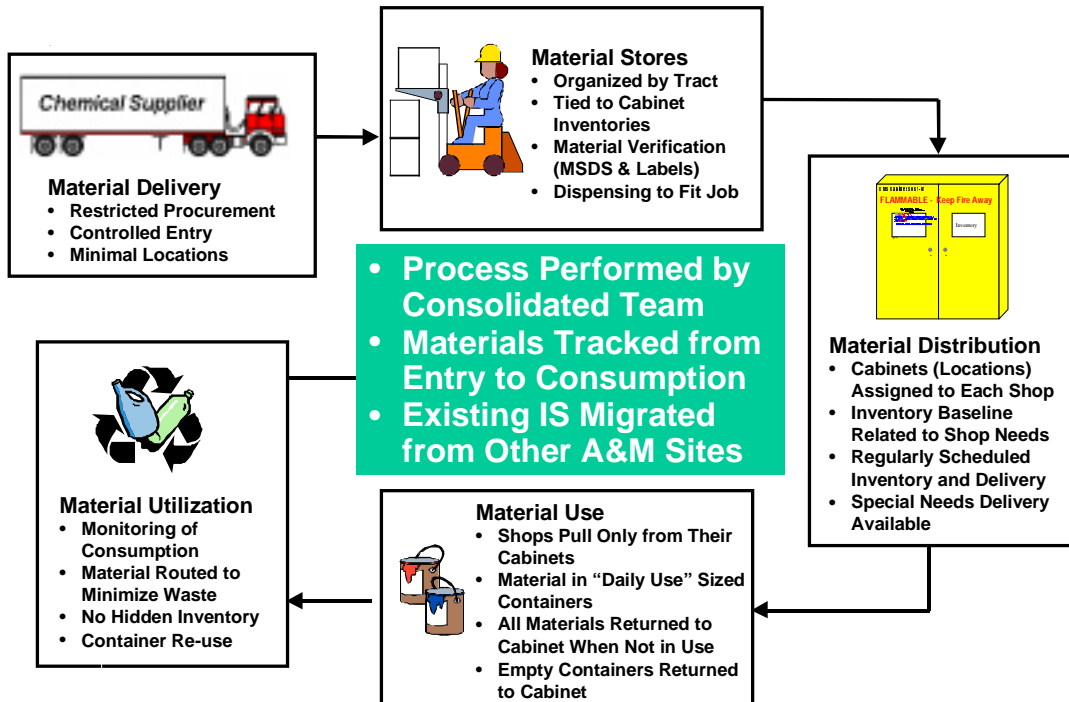 Chemical Supplier
Material Delivery
• Restricted Procurement
• Controlled Entry
• Minimal Locations
Material Stores
• Organized by Tract
• Tied to Cabinet
Inventories
• Material Verification
(MSDS & Labels)
• Dispensing to Fit Job
FLAMMABLE - Keep Fire Away
Inventory
Material Distribution
• Cabinets (Locations)
Assigned to Each Shop
• Inventory Baseline
Related to Shop Needs
• Regularly Scheduled
Inventory and Delivery
• Special Needs Delivery
Available
• Process Performed by
Consolidated Team
• Materials Tracked from
Entry to Consumption
• Existing IS Migrated
from Other A&M Sites
Material Use
• Shops Pull Only from Their
Cabinets
• Material in “Daily Use” Sized
Containers
• All Materials Returned to
Cabinet When Not in Use
• Empty Containers Returned
to Cabinet
Material Utilization
• Monitoring of
Consumption
• Material Routed to
Minimize Waste
• No Hidden Inventory
• Container Re-use